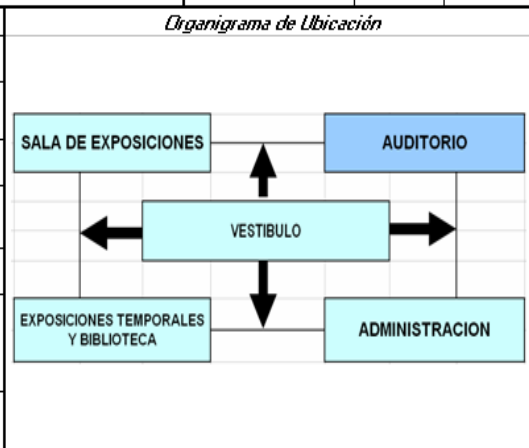 Organigrama de Ubicación
SALA DE EXPOSICIONES
AUDITORIO
VESTIBULO
EXPOSICIONES TEMPORALES
Y BIBLIOTECA
ADMINISTRACION